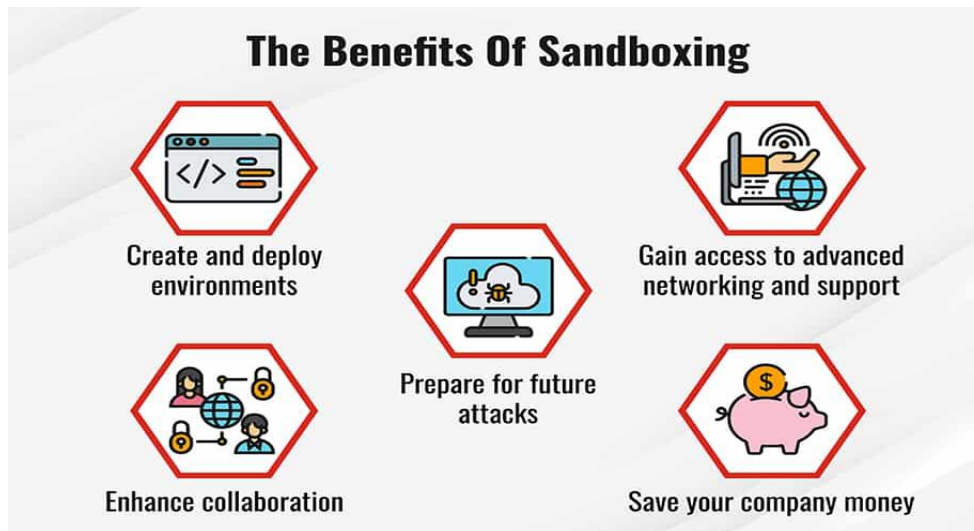 The Benefits Of Sandboxing
</>
Create and deploy
environments
Gain access to advanced
networking and support
Prepare for future
attacks
Enhance collaboration
$
Save your company money